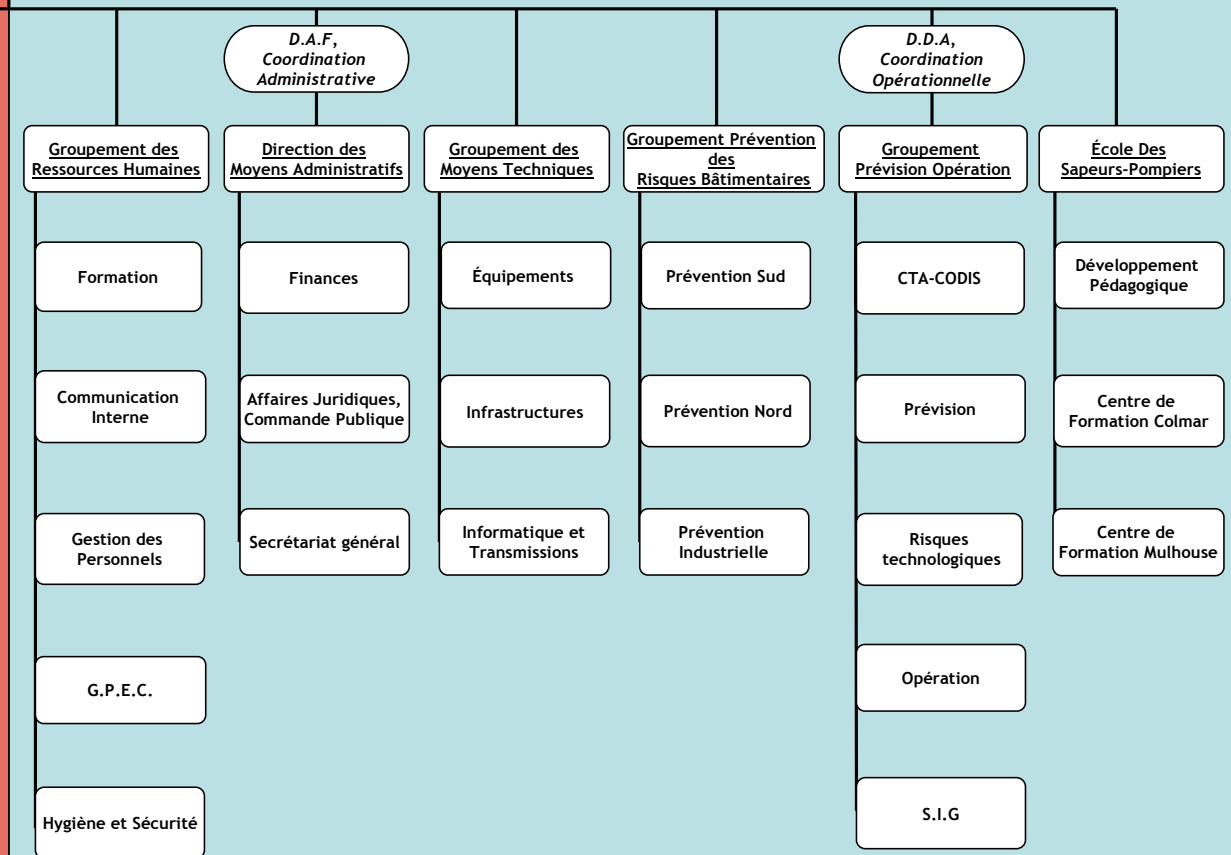 D.A.F,
Coordination
Administrative
D.D.A,
Coordination
Opérationnelle
Groupement des
Ressources Humaines
Direction des
Moyens Administratifs
Groupement des
Moyens Techniques
Groupement Prévention
des
Risques Bâtimentaires
Groupement
Prévision Opération
École Des
Sapeurs-Pompiers
Formation
Finances
Équipements
Prévention Sud
CTA-CODIS
Développement
Pédagogique
Communication
Interne
Affaires Juridiques,
Commande Publique
Infrastructures
Prévention Nord
Prévision
Centre de
Formation Colmar
Gestion des
Personnels
Secrétariat général
Informatique et
Transmissions
Prévention
Industrielle
Risques
technologiques
Centre de
Formation Mulhouse
G.P.E.C.
Opération
Hygiène et Sécurité
S.I.G